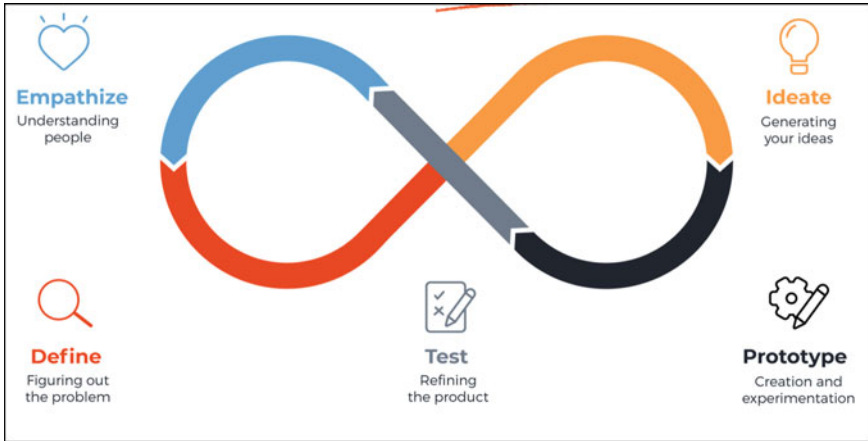 Empathize
Understanding
people
Ideate
Generating
your ideas
Define
Figuring out
the problem
Test
Refining
the product
Prototype
Creation and
experimentation